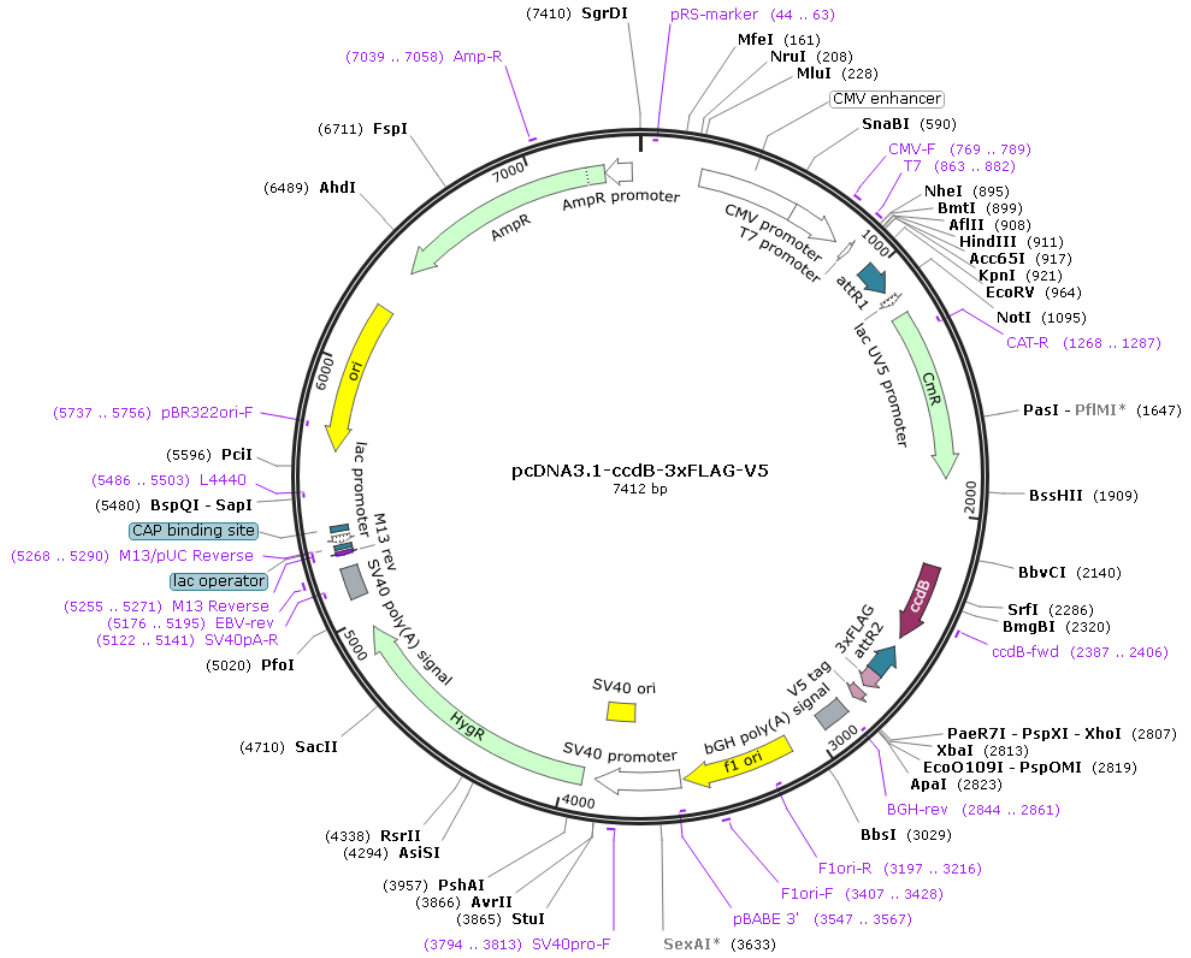 (7410) SgrDI
pRS-marker (44 .. 63)
MfeI (161)
NruI (208)
MluI (228)
CMV enhancer
SnaBI (590)
CMV-F (769 .. 789)
T7 (863 .. 882)
NheI (895)
BmtI (899)
AflII (908)
HindIII (911)
Acc65I (917)
KpnI (921)
EcoRV (964)
NotI (1095)
CAT-R (1268 .. 1287)
PasI - PflMI* (1647)
BssHII (1909)
BbvCI (2140)
SrfI (2286)
BmgBI (2320)
ccdB-fwd (2387 .. 2406)
PaeR7I - PspXI - XhoI (2807)
XbaI (2813)
EcoO109I - PspOMI (2819)
ApaI (2823)
BGH-rev (2844 .. 2861)
BbsI (3029)
F1ori-R (3197 .. 3216)
F1ori-F (3407 .. 3428)
pBABE 3' (3547 .. 3567)
SexAI* (3633)
(3794 .. 3813) SV40pro-F
(3865) StuI
(3866) AvrII
(3957) PshAI
(4294) AsiSI
(4338) RsrII
(4710) SacII
(5020) PfoI
(5122 .. 5141) SV40pA-R
(5176 .. 5195) EBV-rev
(5255 .. 5271) M13 Reverse
lac operator
(5268 .. 5290) M13/pUC Reverse
CAP binding site
(5480) BspQI - SapI
(5486 .. 5503) L4440
(5596) PciI
(5737 .. 5756) pBR322ori-F
(6489) AhdI
(6711) FspI
(7039 .. 7058) Amp-R
1000
2000
3000
4000
5000
6000
7000
AmpR promoter
AmpR
CMV promoter
T7 promoter
attR1
lac UV5 promoter
CmR
ccdB
attR2
3xFLAG
V5 tag
bGH poly(A) signal
f1 ori
SV40 promoter
SV40 ori
HygR
SV40 poly(A) signal
M13 rev
lac promoter
ori
pcDNA3.1-ccdB-3xFLAG-V5
7412 bp